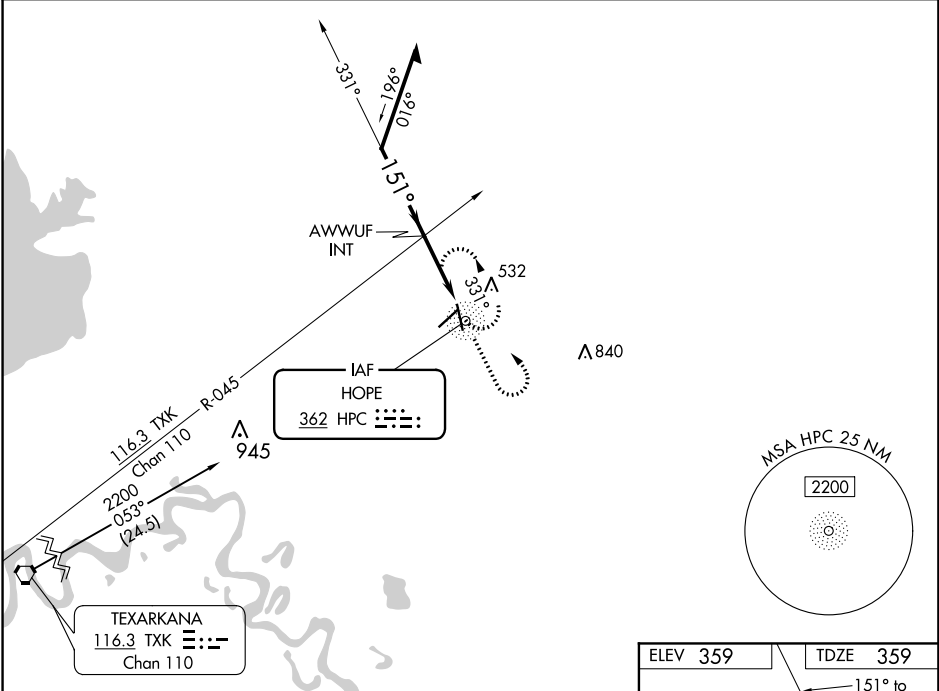 331°
196°
016°
151°
AWWUF
INT
331°
532
840
IAF
HOPE
362 HPC
R-045
116.3 TXK
Chan 110
945
2200
053°
(24.5)
MSA HPC 25 NM
2200
TEXARKANA
116.3 TXK
Chan 110
ELEV 359
TDZE 359
151° to